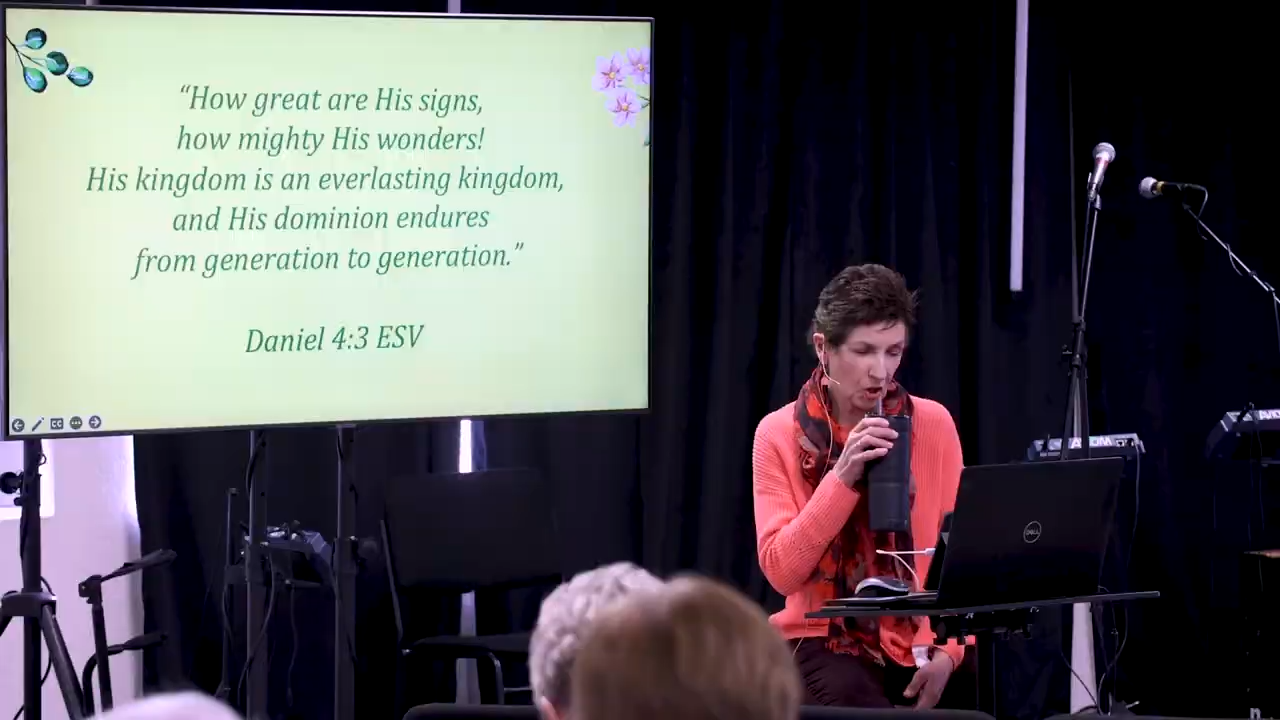 “How great are His signs,
how mighty His wonders!
His kingdom is an everlasting kingdom,
and His dominion endures
from generation to generation.”
Daniel 4:3 ESV
CC
DELL